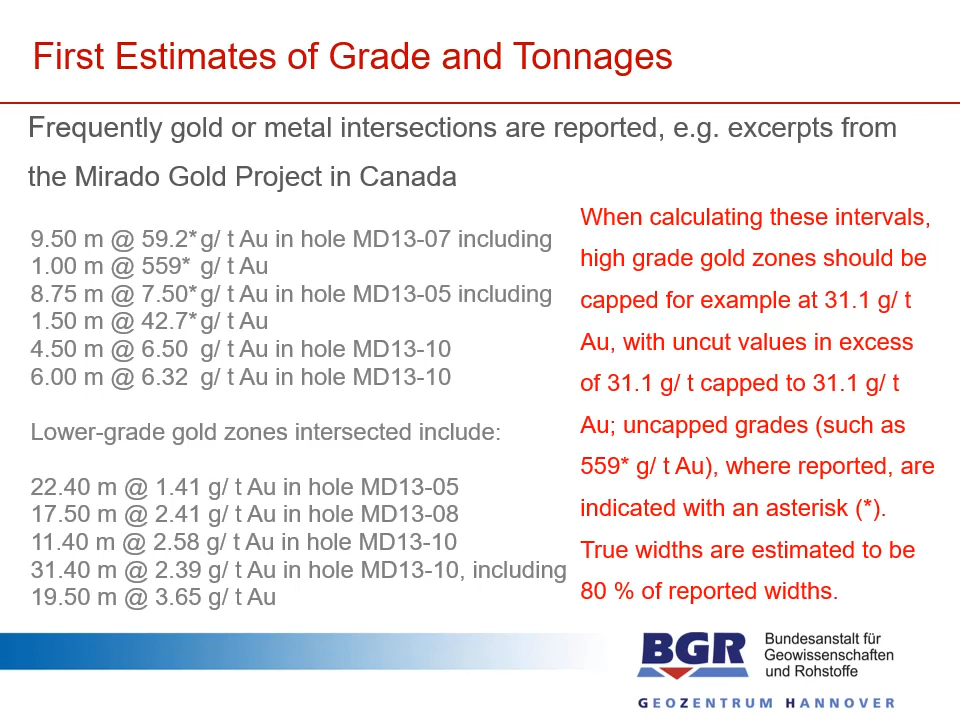 First Estimates of Grade and Tonnages
Frequently gold or metal intersections are reported, e.g. excerpts from
the Mirado Gold Project in Canada
9.50 m @ 59.2* g/ t Au in hole MD13-07 including
1.00 m @ 559* g/ t Au
8.75 m @ 7.50* g/ t Au in hole MD13-05 including
1.50 m @ 42.7* g/ t Au
4.50 m @ 6.50 g/ t Au in hole MD13-10
6.00 m @ 6.32 g/ t Au in hole MD13-10
Lower-grade gold zones intersected include:
22.40 m @ 1.41 g/ t Au in hole MD13-05
17.50 m @ 2.41 g/ t Au in hole MD13-08
11.40 m @ 2.58 g/ t Au in hole MD13-10
31.40 m @ 2.39 g/ t Au in hole MD13-10, including
19.50 m @ 3.65 g/ t Au
When calculating these intervals,
high grade gold zones should be
capped for example at 31.1 g/ t
Au, with uncut values in excess
of 31.1 g/ t capped to 31.1 g/ t
Au; uncapped grades (such as
559* g/ t Au), where reported, are
indicated with an asterisk (*).
True widths are estimated to be
80 % of reported widths.
BGR
Bundesanstalt für
Geowissenschaften
und Rohstoffe
GEOZENTRUM HANNOVER